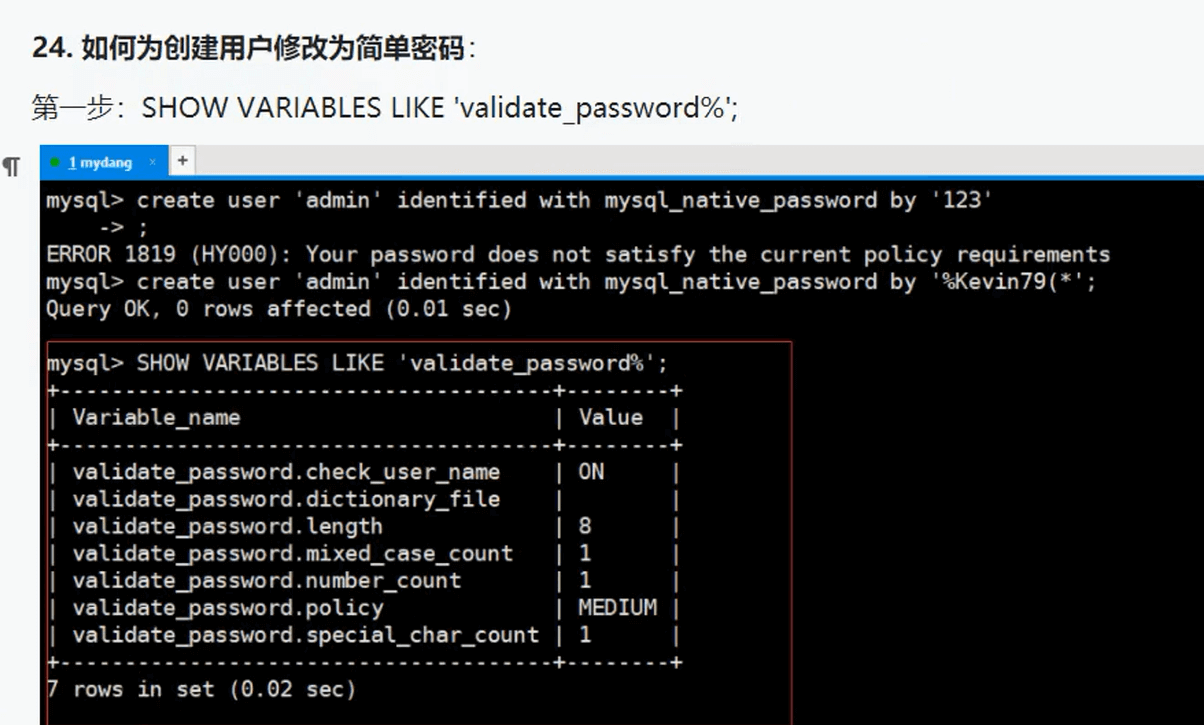 24. 如何为创建用户修改为简单密码：
第一步：SHOW VARIABLES LIKE 'validate_password%';
¶
1 mydang × +
mysql> create user 'admin' identified with mysql_native_password by '123'
    -> ;
ERROR 1819 (HY000): Your password does not satisfy the current policy requirements
mysql> create user 'admin' identified with mysql_native_password by '%Kevin79(*';
Query OK, 0 rows affected (0.01 sec)
mysql> SHOW VARIABLES LIKE 'validate_password%';
+--------------------------------------+--------+
| Variable_name                        | Value  |
+--------------------------------------+--------+
| validate_password.check_user_name    | ON     |
| validate_password.dictionary_file    |        |
| validate_password.length             | 8      |
| validate_password.mixed_case_count   | 1      |
| validate_password.number_count       | 1      |
| validate_password.policy             | MEDIUM |
| validate_password.special_char_count | 1      |
+--------------------------------------+--------+
7 rows in set (0.02 sec)